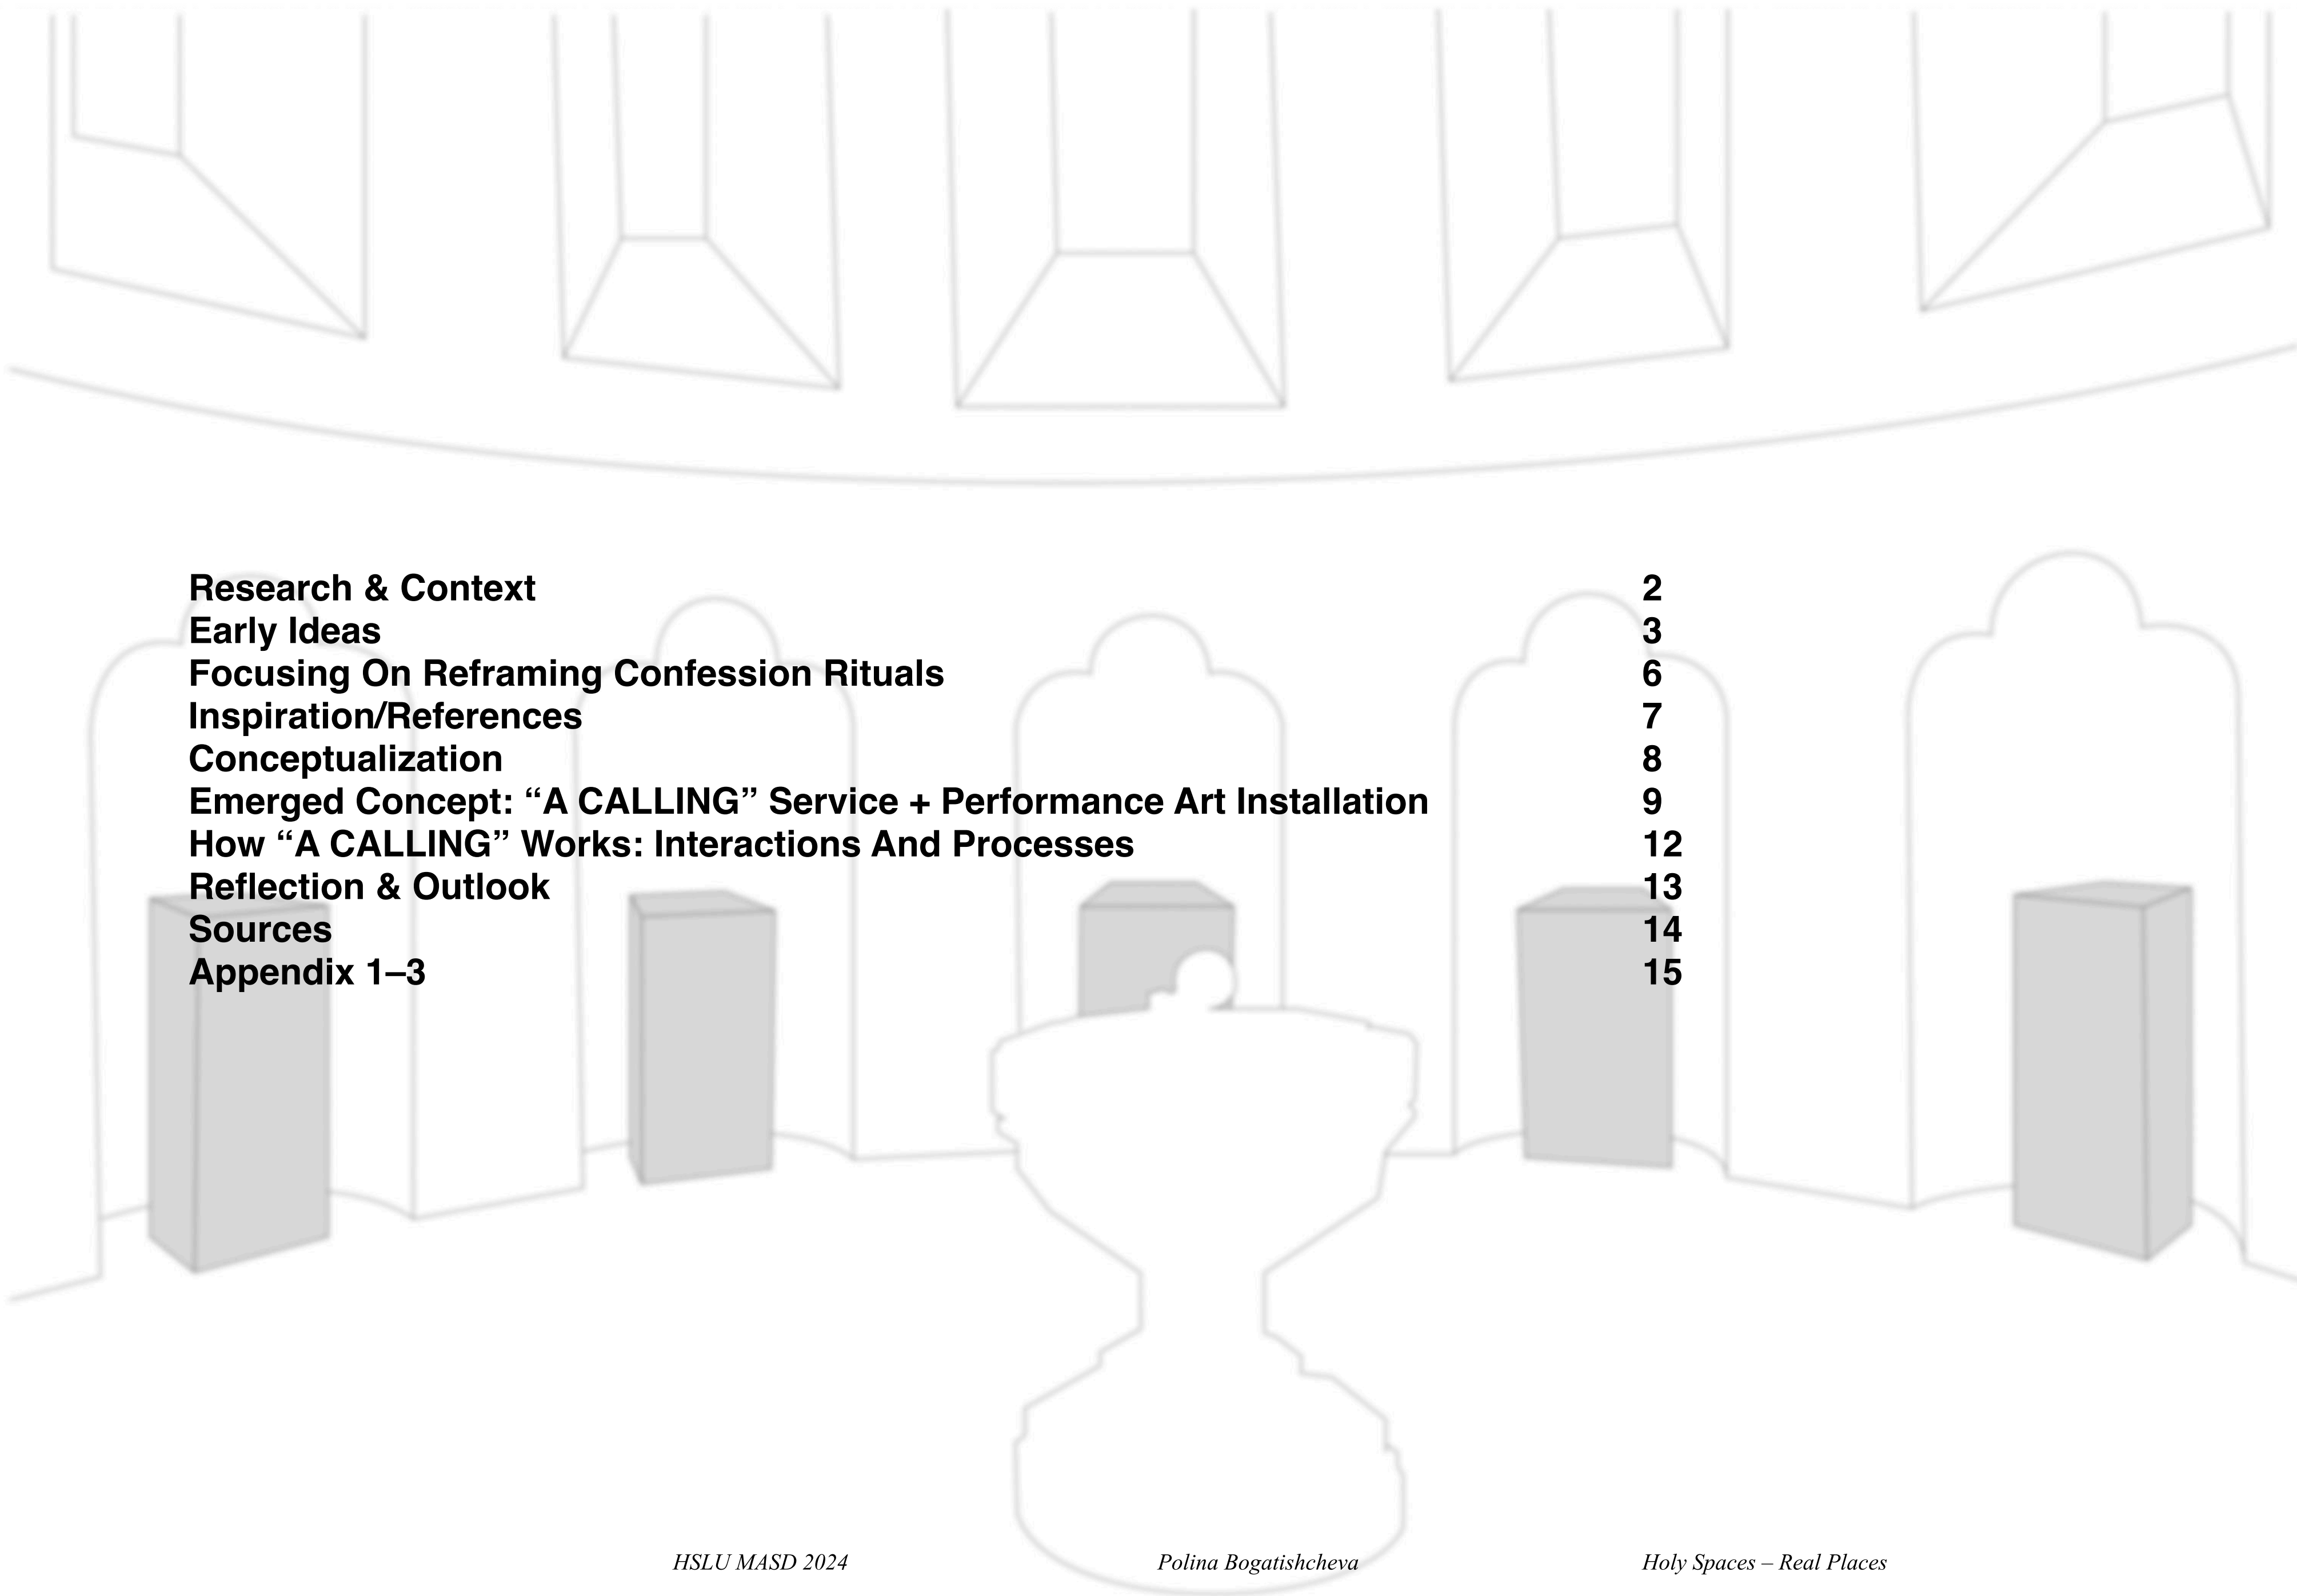 Research & Context 2
Early Ideas 3
Focusing On Reframing Confession Rituals 6
Inspiration/References 7
Conceptualization 8
Emerged Concept: “A CALLING” Service + Performance Art Installation 9
How “A CALLING” Works: Interactions And Processes 12
Reflection & Outlook 13
Sources 14
Appendix 1–3 15
HSLU MASD 2024 Polina Bogatishcheva Holy Spaces – Real Places